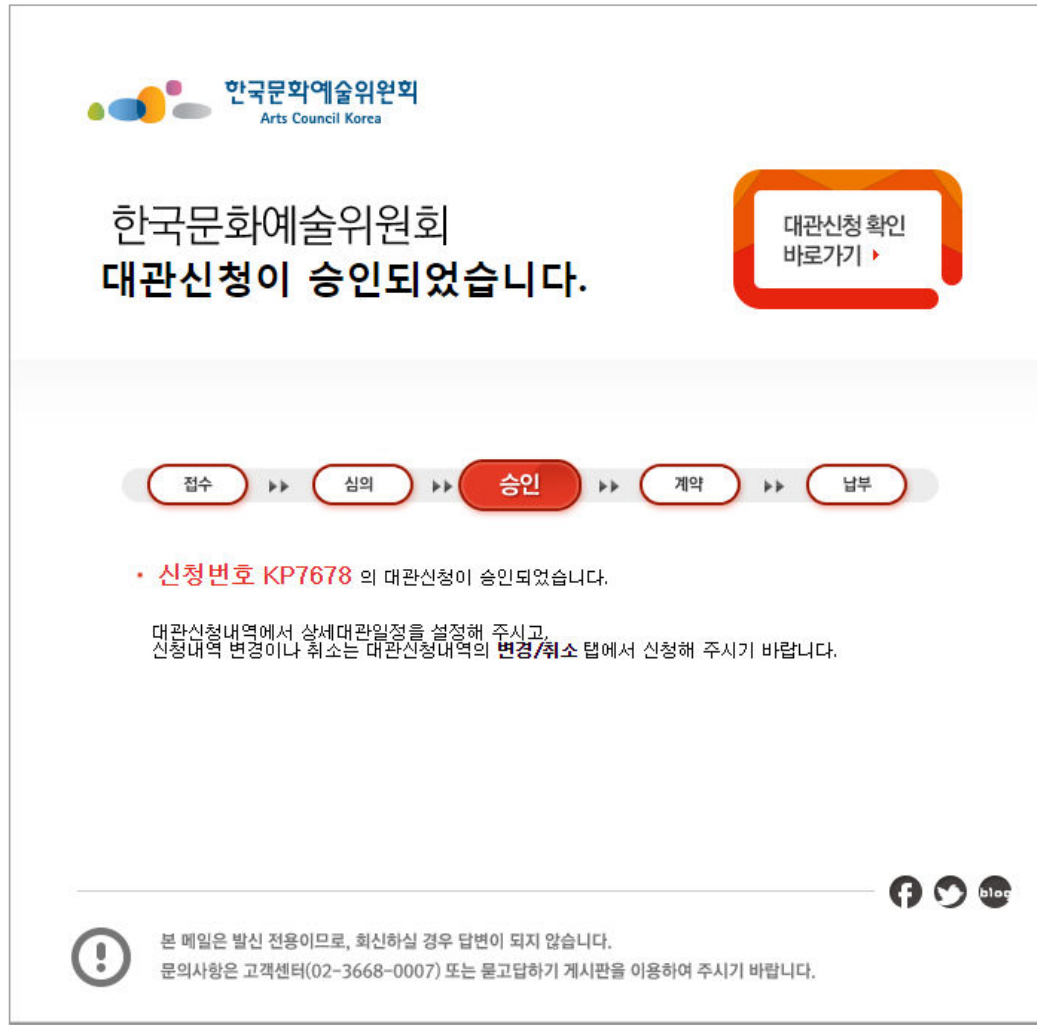 한국문화예술위원회
Arts Council Korea
한국문화예술위원회
대관신청이 승인되었습니다.
대관신청 확인
바로가기
접수
심의
승인
계약
납부
신청번호 KP7678 의 대관신청이 승인되었습니다.
대관신청내역에서 상세대관일정을 설정해 주시고,
신청내역 변경이나 취소는 대관신청내역의 변경/취소 탭에서 신청해 주시기 바랍니다.
blog
본 메일은 발신 전용이므로, 회신하실 경우 답변이 되지 않습니다.
문의사항은 고객센터(02-3668-0007) 또는 묻고답하기 게시판을 이용하여 주시기 바랍니다.